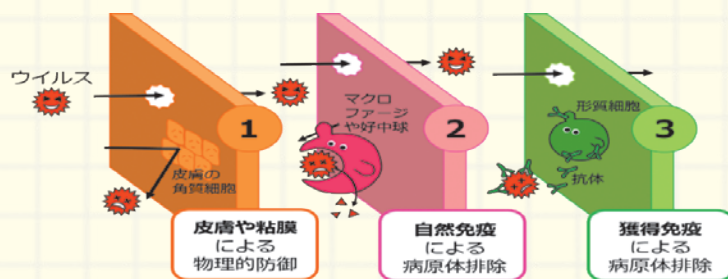 ウイルス
1
皮膚の
角質細胞
皮膚や粘膜
による
物理的防御
マクロ
ファージ
や好中球
2
自然免疫
による
病原体排除
形質細胞
3
抗体
獲得免疫
による
病原体排除